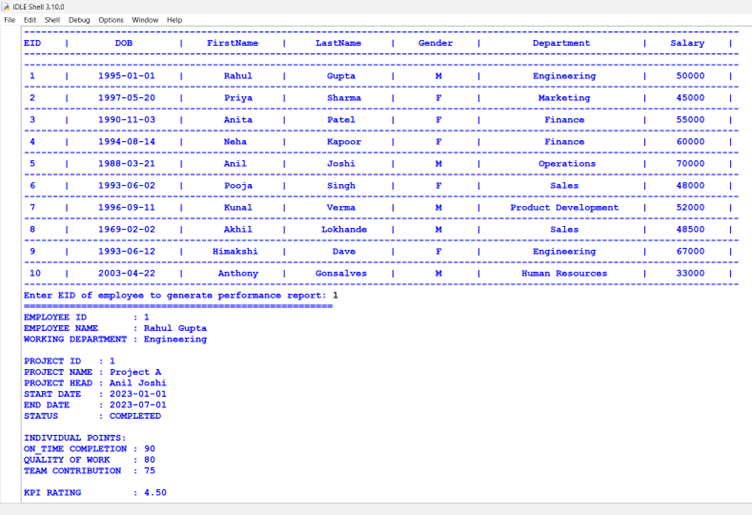 IDLE Shell 3.10.0
File Edit Shell Debug Options Window Help
EID | DOB | FirstName | LastName | Gender | Department | Salary |
1 | 1995-01-01 | Rahul | Gupta | M | Engineering | 50000 |
2 | 1997-05-20 | Priya | Sharma | F | Marketing | 45000 |
3 | 1990-11-03 | Anita | Patel | F | Finance | 55000 |
4 | 1994-08-14 | Neha | Kapoor | F | Finance | 60000 |
5 | 1988-03-21 | Anil | Joshi | M | Operations | 70000 |
6 | 1993-06-02 | Pooja | Singh | F | Sales | 48000 |
7 | 1996-09-11 | Kunal | Verma | M | Product Development | 52000 |
8 | 1969-02-02 | Akhil | Lokhande | M | Sales | 48500 |
9 | 1993-06-12 | Himakshi | Dave | F | Engineering | 67000 |
10 | 2003-04-22 | Anthony | Gonsalves | M | Human Resources | 33000 |
Enter EID of employee to generate performance report: 1
EMPLOYEE ID : 1
EMPLOYEE NAME : Rahul Gupta
WORKING DEPARTMENT : Engineering
PROJECT ID : 1
PROJECT NAME : Project A
PROJECT HEAD : Anil Joshi
START DATE : 2023-01-01
END DATE : 2023-07-01
STATUS : COMPLETED
INDIVIDUAL POINTS:
ON_TIME COMPLETION : 90
QUALITY OF WORK : 80
TEAM CONTRIBUTION : 75
KPI RATING : 4.50